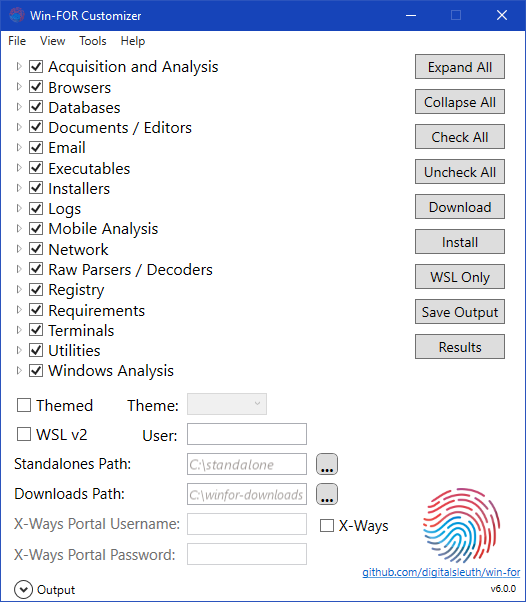 Win-FOR Customizer
File View Tools Help
Acquisition and Analysis
Browsers
Databases
Documents / Editors
Email
Executables
Installers
Logs
Mobile Analysis
Network
Raw Parsers / Decoders
Registry
Requirements
Terminals
Utilities
Windows Analysis
Expand All
Collapse All
Check All
Uncheck All
Download
Install
WSL Only
Save Output
Results
Themed Theme:
WSL v2 User:
Standalones Path: C:\standalone ...
Downloads Path: C:\winfor-downloads ...
X-Ways Portal Username: X-Ways
X-Ways Portal Password:
github.com/digitalsleuth/win-for
Output v6.0.0